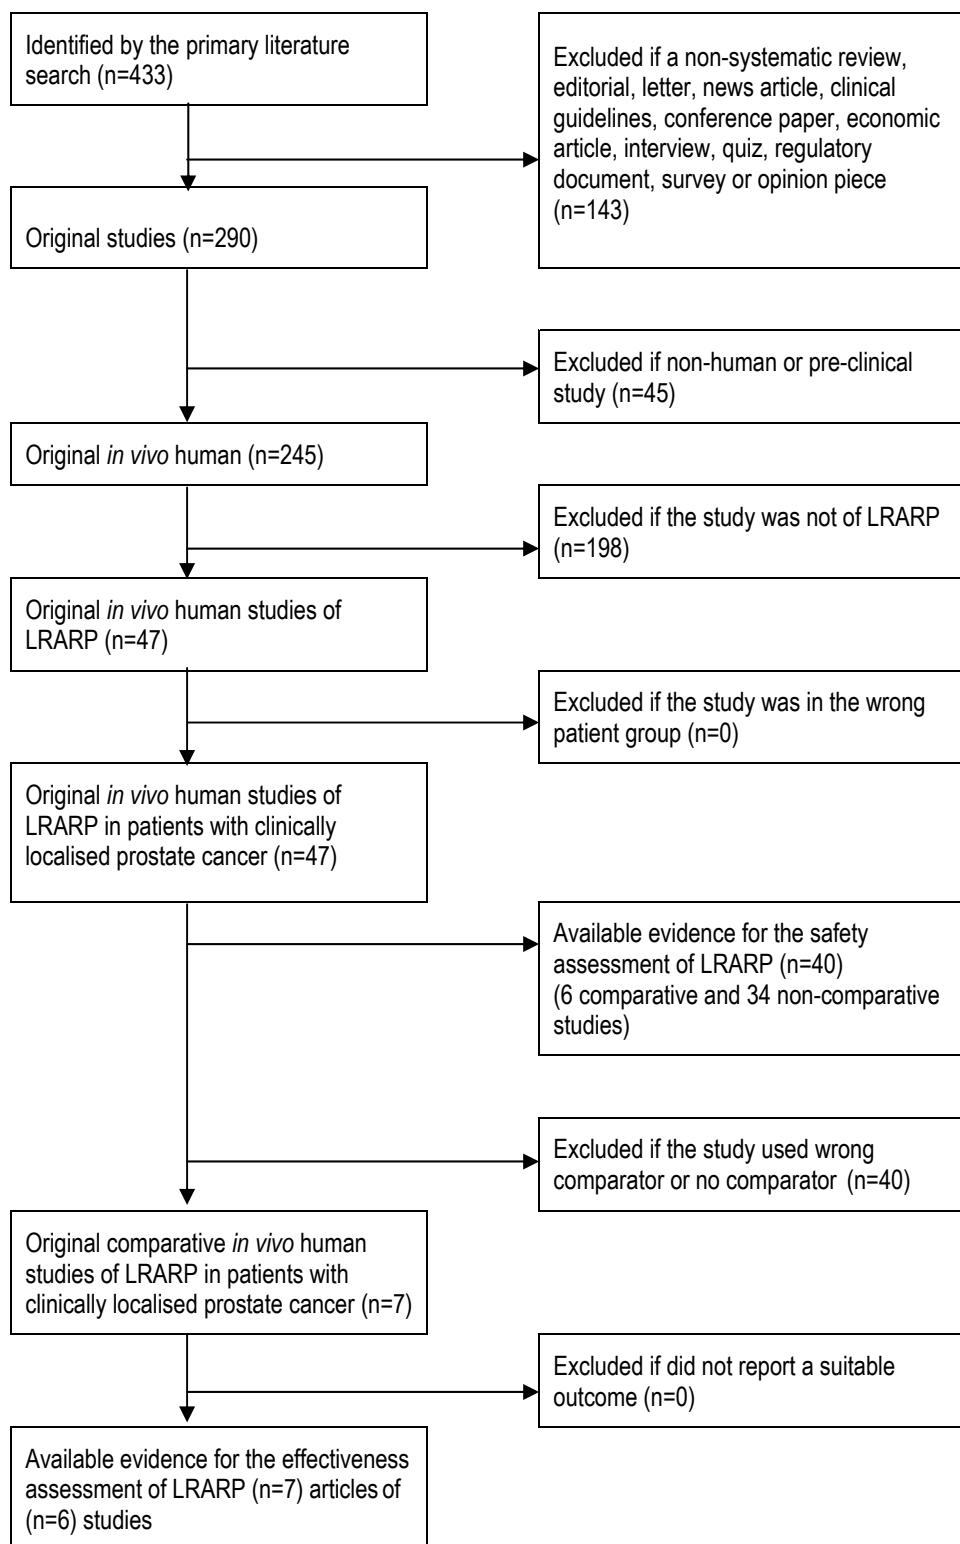 Identified by the primary literature
search (n=433)
Excluded if a non-systematic review,
editorial, letter, news article, clinical
guidelines, conference paper, economic
article, interview, quiz, regulatory
document, survey or opinion piece
(n=143)
Original studies (n=290)
Excluded if non-human or pre-clinical
study (n=45)
Original in vivo human (n=245)
Excluded if the study was not of LRARP
(n=198)
Original in vivo human studies of
LRARP (n=47)
Excluded if the study was in the wrong
patient group (n=0)
Original in vivo human studies of
LRARP in patients with clinically
localised prostate cancer (n=47)
Available evidence for the safety
assessment of LRARP (n=40)
(6 comparative and 34 non-comparative
studies)
Excluded if the study used wrong
comparator or no comparator (n=40)
Original comparative in vivo human
studies of LRARP in patients with
clinically localised prostate cancer (n=7)
Excluded if did not report a suitable
outcome (n=0)
Available evidence for the effectiveness
assessment of LRARP (n=7) articles of
(n=6) studies